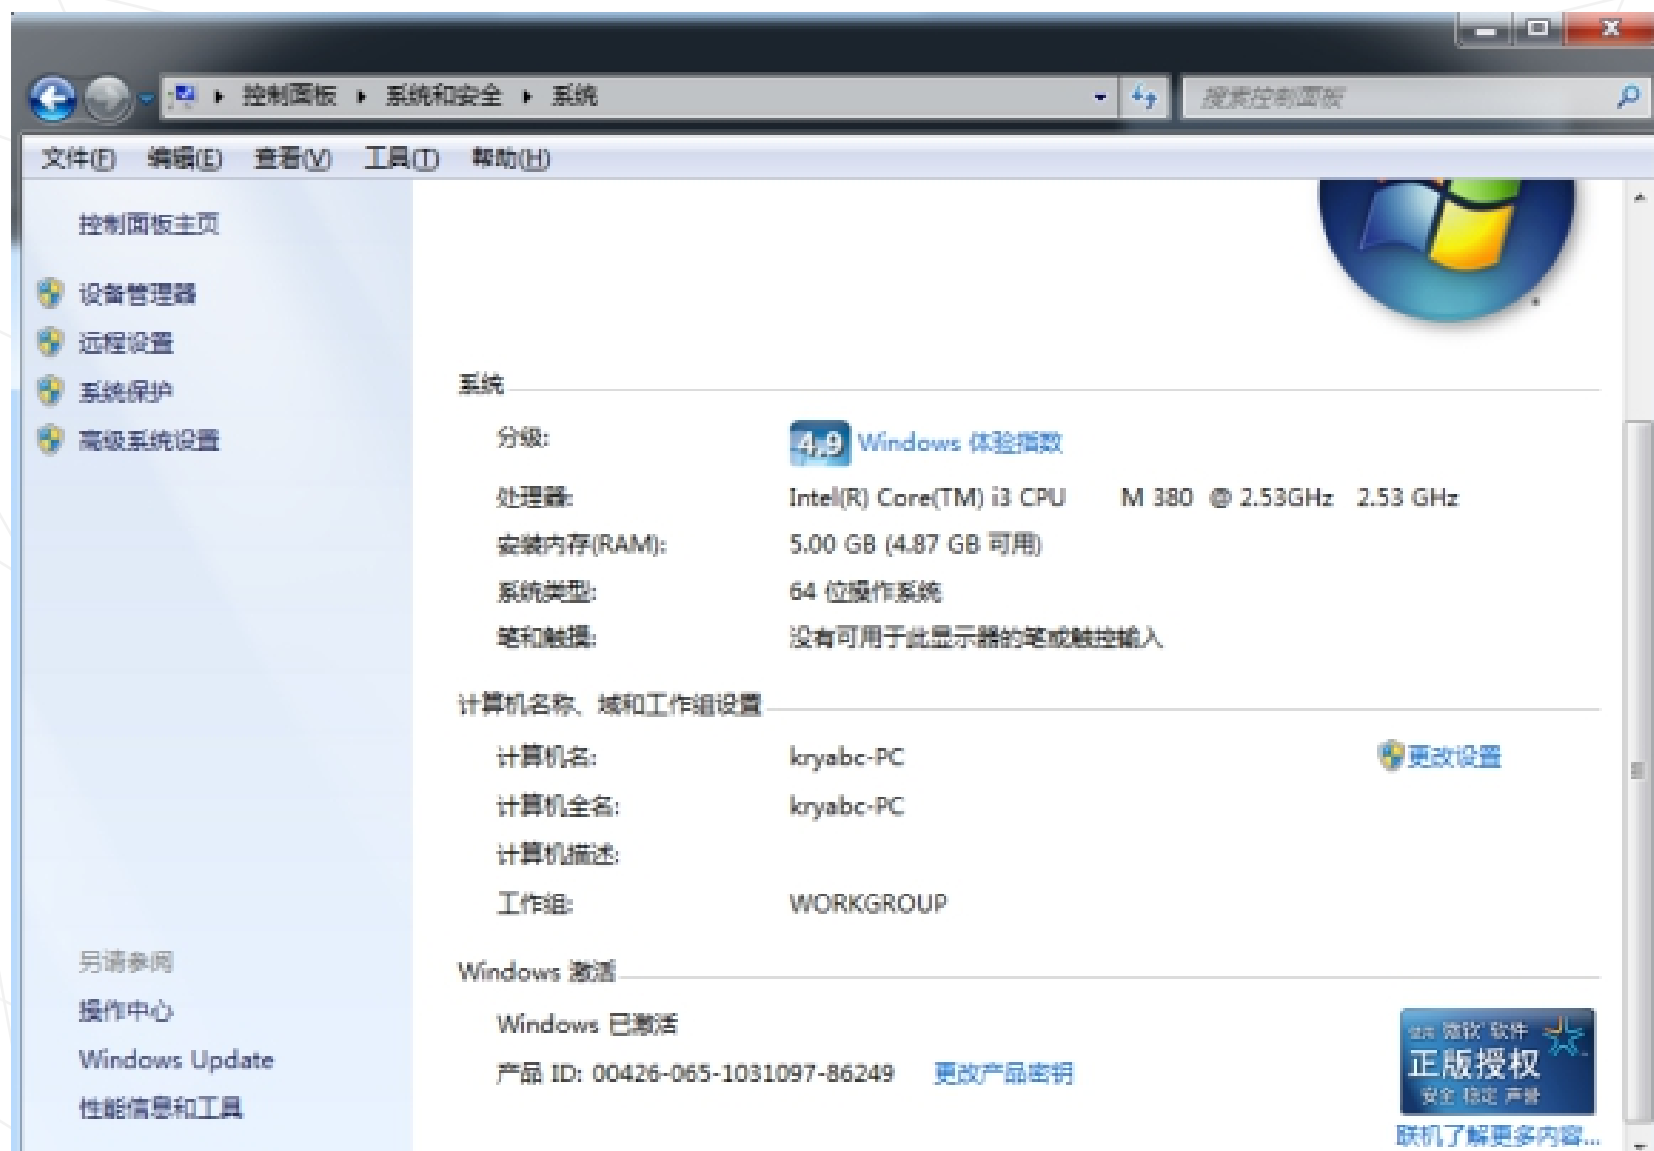 控制面板 系统和安全 系统 搜索控制面板
文件(F) 编辑(E) 查看(V) 工具(T) 帮助(H)
控制面板主页
设备管理器
远程设置
系统保护
高级系统设置
另请参阅
操作中心
Windows Update
性能信息和工具
系统
分级: 4.9 Windows 体验指数
处理器: Intel(R) Core(TM) i3 CPU M 380 @ 2.53GHz 2.53 GHz
安装内存(RAM): 5.00 GB (4.87 GB 可用)
系统类型: 64 位操作系统
笔和触摸: 没有可用于此显示器的笔或触控输入
计算机名称、域和工作组设置
计算机名: kryabc-PC 更改设置
计算机全名: kryabc-PC
计算机描述:
工作组: WORKGROUP
Windows 激活
Windows 已激活
产品 ID: 00426-065-1031097-86249 更改产品密钥
使用 微软 软件
正版授权
安全 稳定 声誉
联机了解更多内容...